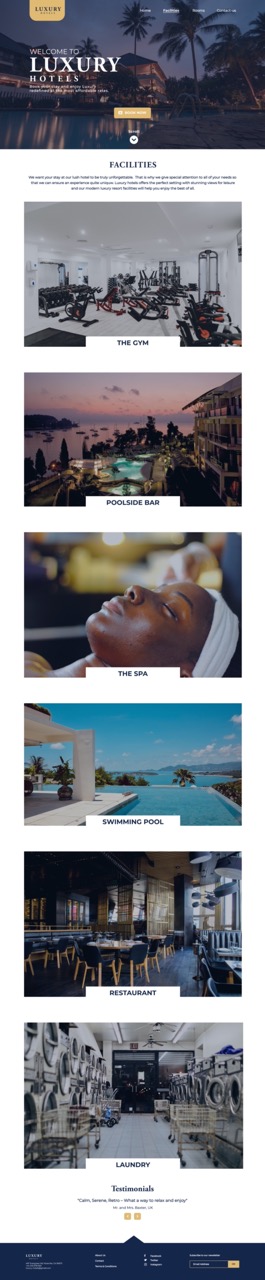 LUXURY
HOTELS
Home
Facilities
Rooms
Contact-us
WELCOME TO
LUXURY
HOTELS
Book your stay and enjoy Luxury
redefined at the most affordable rates.
BOOK NOW
Scroll
FACILITIES
We want your stay at our lush hotel to be truly unforgettable. That is why we give special attention to all of your needs so
that we can ensure an experience quite unique. Luxury hotels offers the perfect setting with stunning views for leisure
and our modern luxury resort facilities will help you enjoy the best of all.
THE GYM
POOLSIDE BAR
THE SPA
SWIMMING POOL
RESTAURANT
LAUNDRY
Testimonials
"Calm, Serene, Retro – What a way to relax and enjoy"
Mr. and Mrs. Baxter, UK
LUXURY
HOTELS
About Us
Contact
Terms & Conditions
Facebook
Twitter
Instagram
Subscribe to our newsletter
Email Address
OK